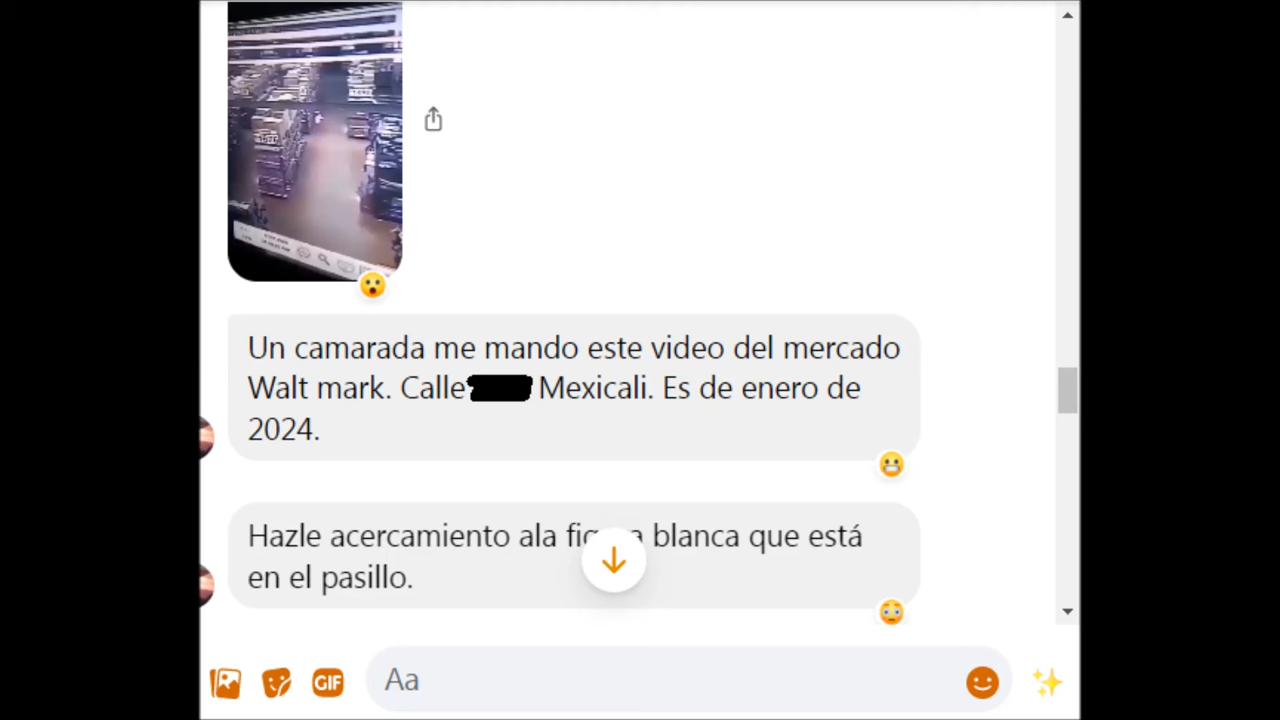 Un camarada me mando este video del mercado
Walt mark. Calle Mexicali. Es de enero de
2024.
Hazle acercamiento ala blanca que está
en el pasillo.
GIF
Aa